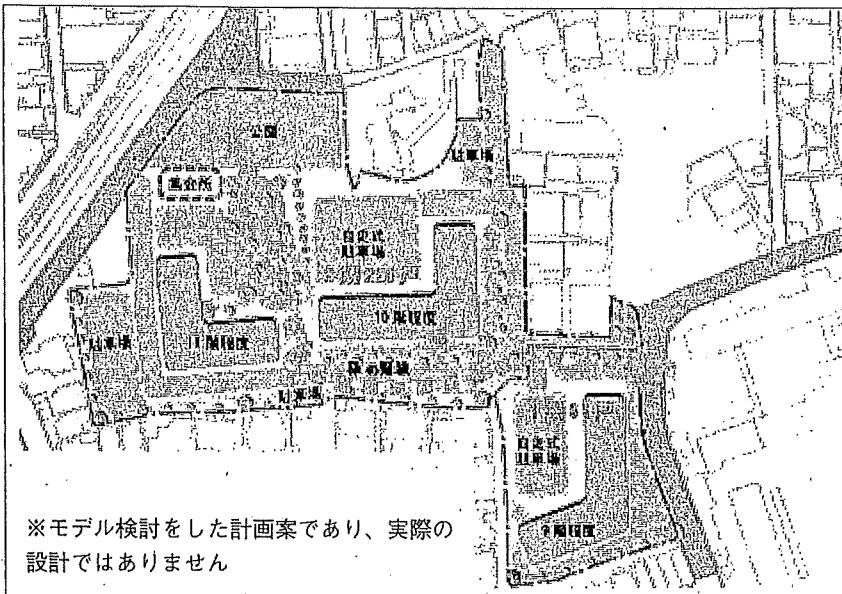 公園
集会所
駐車場
自走式
駐車場
10階程度
駐車場
11階程度
駐車場
自走式
駐車場
9階程度
※モデル検討をした計画案であり、実際の
設計ではありません